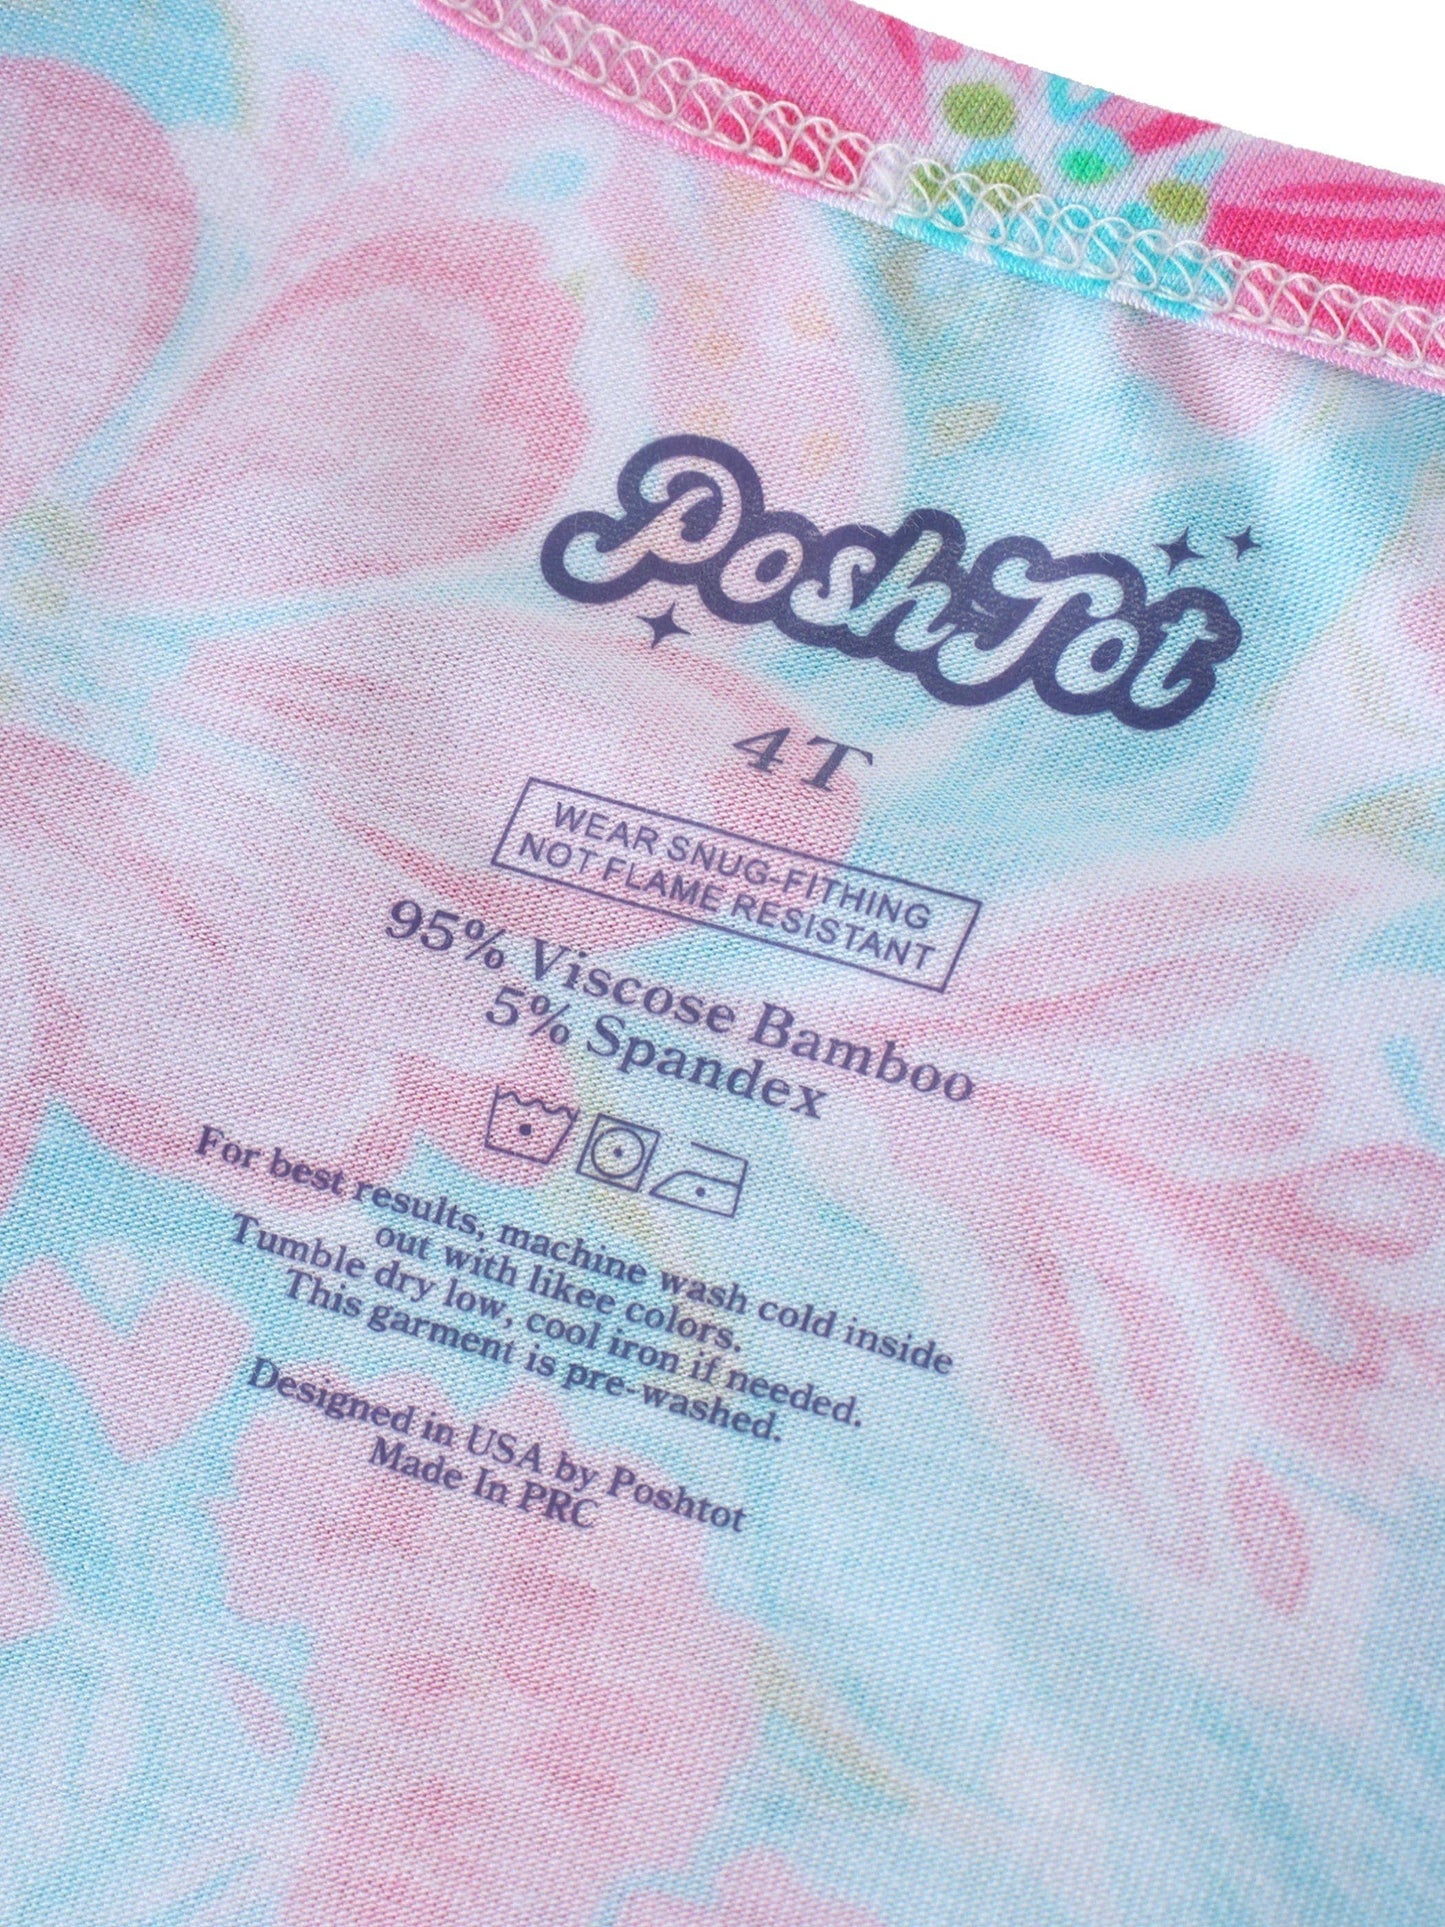 PoshTot
4T
WEAR SNUG-FITHING
NOT FLAME RESISTANT
95% Viscose Bamboo
5% Spandex
For best results, machine wash cold inside
out with likee colors.
Tumble dry low, cool iron if needed.
This garment is pre-washed.
Designed in USA by Poshtot
Made In PRC